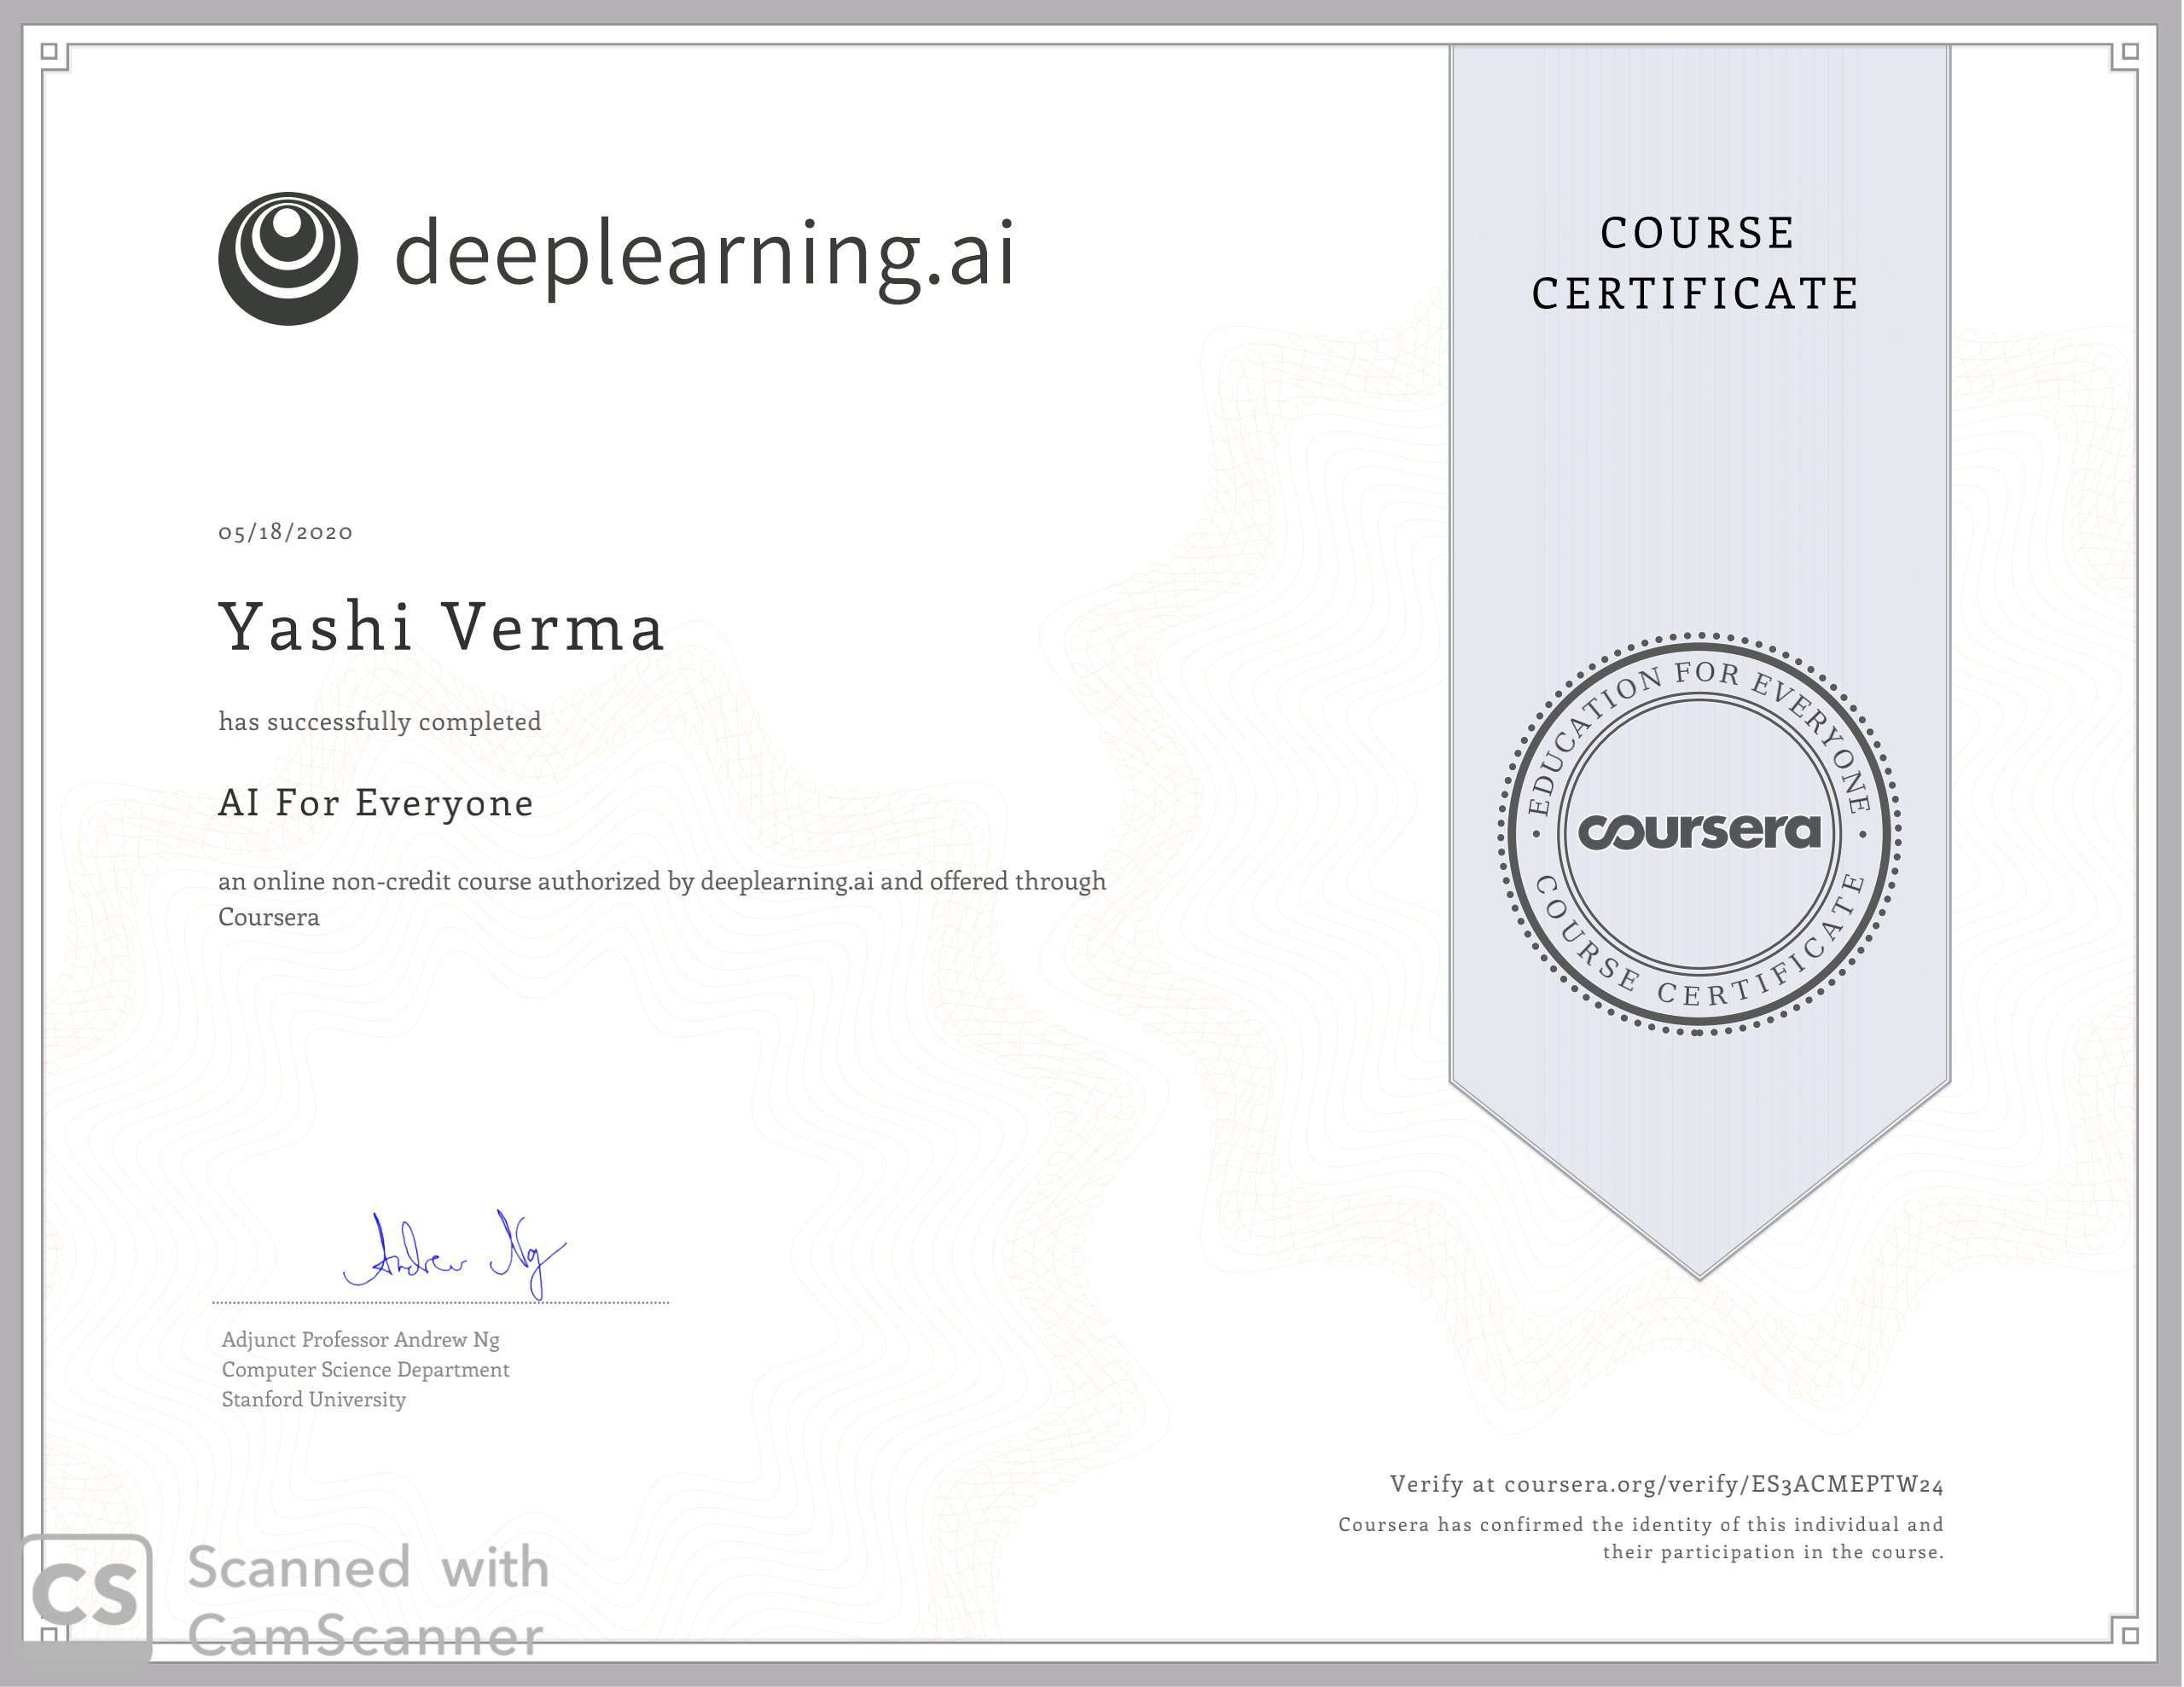 deeplearning.ai
COURSE
CERTIFICATE
05/18/2020
Yashi Verma
has successfully completed
AI For Everyone
an online non-credit course authorized by deeplearning.ai and offered through
Coursera
EDUCATION FOR EVERYONE
coursera
COURSE CERTIFICATE
Andrew Ng
Adjunct Professor Andrew Ng
Computer Science Department
Stanford University
Verify at coursera.org/verify/ES3ACMEPTW24
Coursera has confirmed the identity of this individual and
their participation in the course.
CS
Scanned with
CamScanner